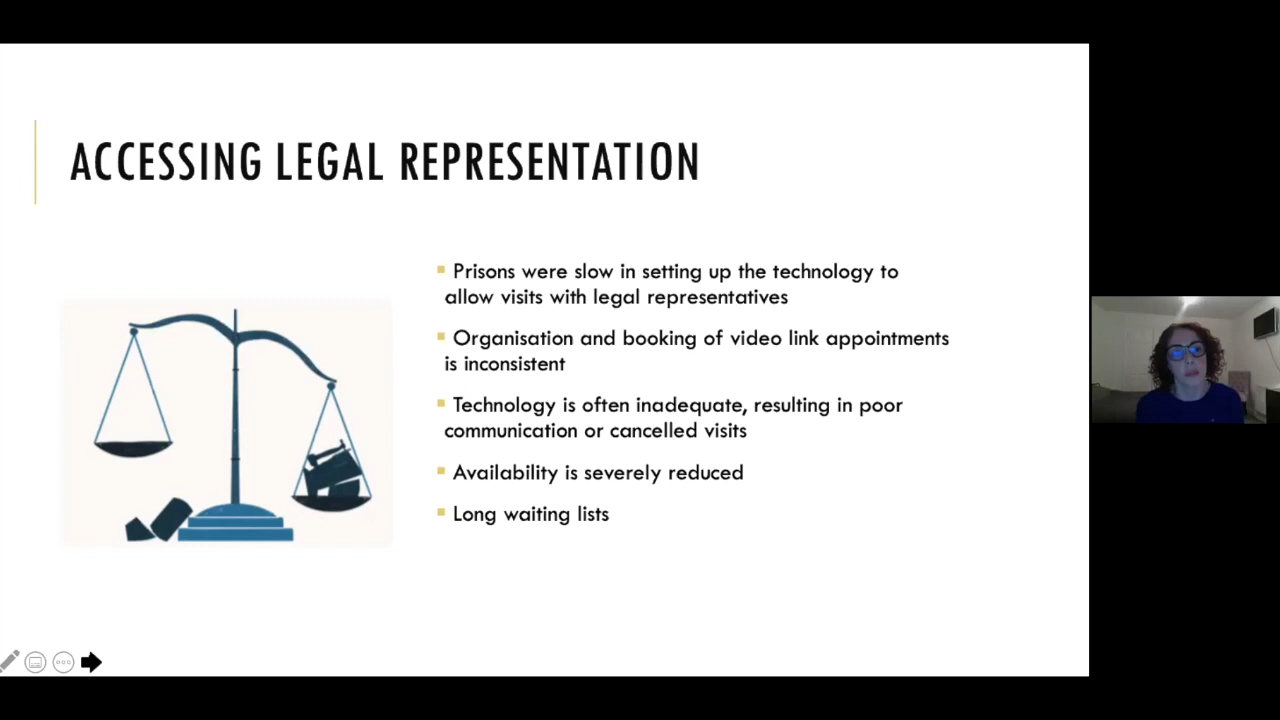 ACCESSING LEGAL REPRESENTATION
Prisons were slow in setting up the technology to
allow visits with legal representatives
Organisation and booking of video link appointments
is inconsistent
Technology is often inadequate, resulting in poor
communication or cancelled visits
Availability is severely reduced
Long waiting lists